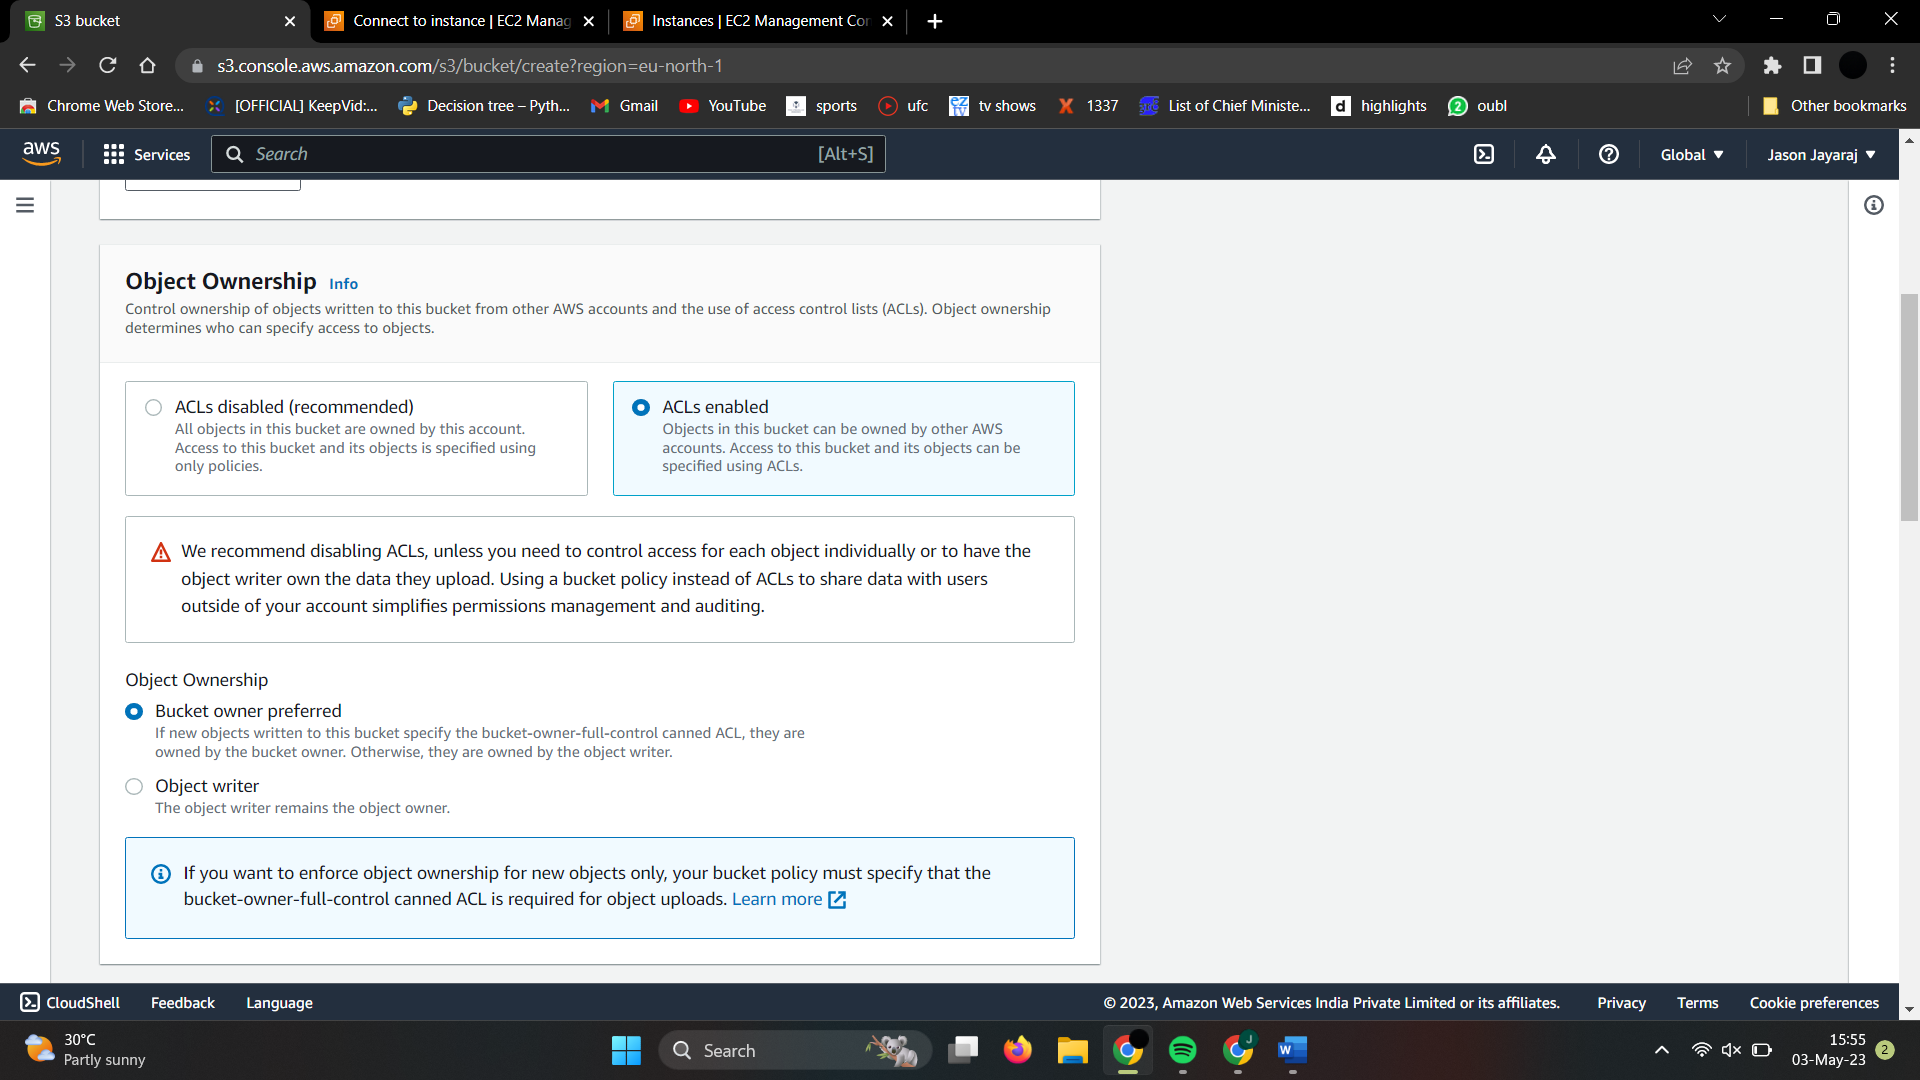 S3 bucket
Connect to instance | EC2 Manag
Instances | EC2 Management Con
s3.console.aws.amazon.com/s3/bucket/create?region=eu-north-1
Chrome Web Store...
[OFFICIAL] KeepVid:...
Decision tree – Pyth...
Gmail
YouTube
sports
ufc
tv shows
1337
List of Chief Ministe...
highlights
oubl
Other bookmarks
aws
Services
Search
[Alt+S]
Global
Jason Jayaraj
Object Ownership Info
Control ownership of objects written to this bucket from other AWS accounts and the use of access control lists (ACLs). Object ownership
determines who can specify access to objects.
ACLs disabled (recommended)
All objects in this bucket are owned by this account.
Access to this bucket and its objects is specified using
only policies.
ACLs enabled
Objects in this bucket can be owned by other AWS
accounts. Access to this bucket and its objects can be
specified using ACLs.
We recommend disabling ACLs, unless you need to control access for each object individually or to have the
object writer own the data they upload. Using a bucket policy instead of ACLs to share data with users
outside of your account simplifies permissions management and auditing.
Object Ownership
Bucket owner preferred
If new objects written to this bucket specify the bucket-owner-full-control canned ACL, they are
owned by the bucket owner. Otherwise, they are owned by the object writer.
Object writer
The object writer remains the object owner.
If you want to enforce object ownership for new objects only, your bucket policy must specify that the
bucket-owner-full-control canned ACL is required for object uploads. Learn more
CloudShell
Feedback
Language
© 2023, Amazon Web Services India Private Limited or its affiliates.
Privacy
Terms
Cookie preferences
30°C
Partly sunny
Search
15:55
03-May-23
2